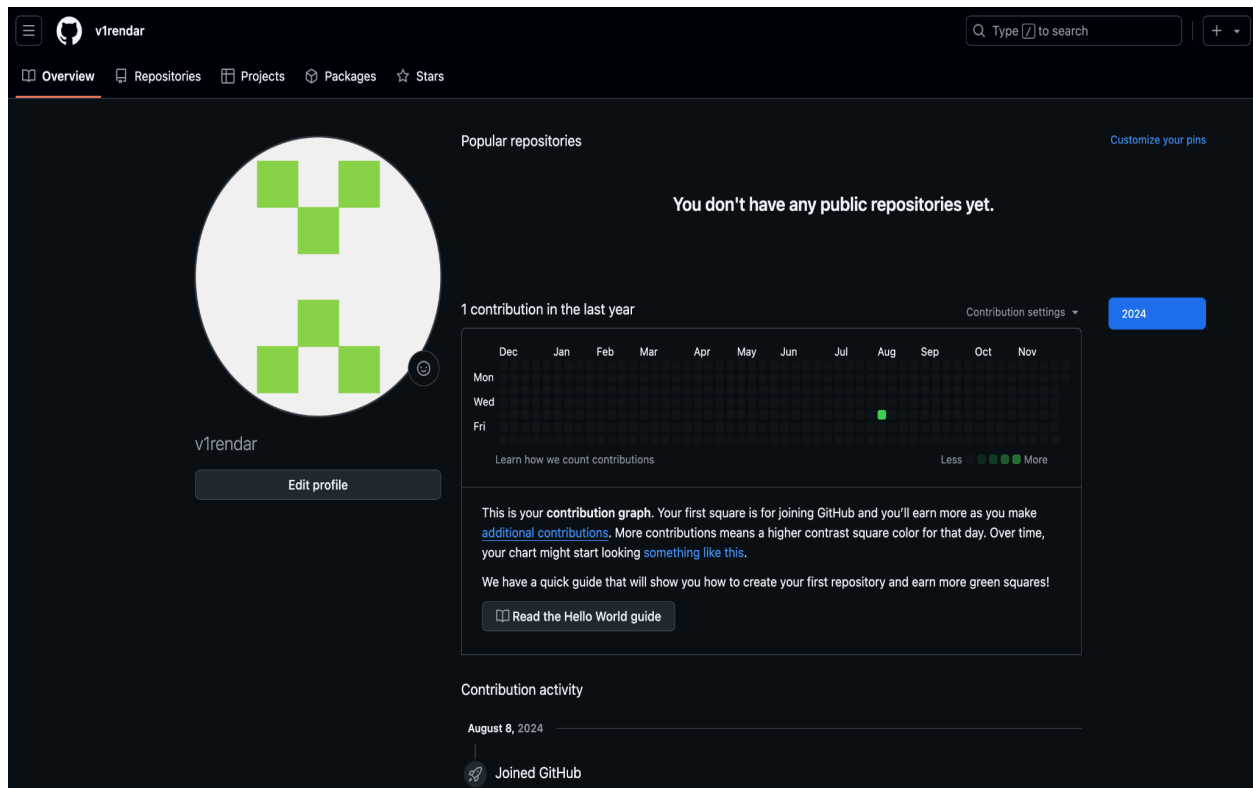 v1rendar
Type / to search
Overview Repositories Projects Packages Stars
Popular repositories
Customize your pins
You don't have any public repositories yet.
1 contribution in the last year
Contribution settings
2024
Dec Jan Feb Mar Apr May Jun Jul Aug Sep Oct Nov
Mon
Wed
Fri
Learn how we count contributions
Less More
v1rendar
Edit profile
This is your contribution graph. Your first square is for joining GitHub and you'll earn more as you make
additional contributions. More contributions means a higher contrast square color for that day. Over time,
your chart might start looking something like this.
We have a quick guide that will show you how to create your first repository and earn more green squares!
Read the Hello World guide
Contribution activity
August 8, 2024
Joined GitHub